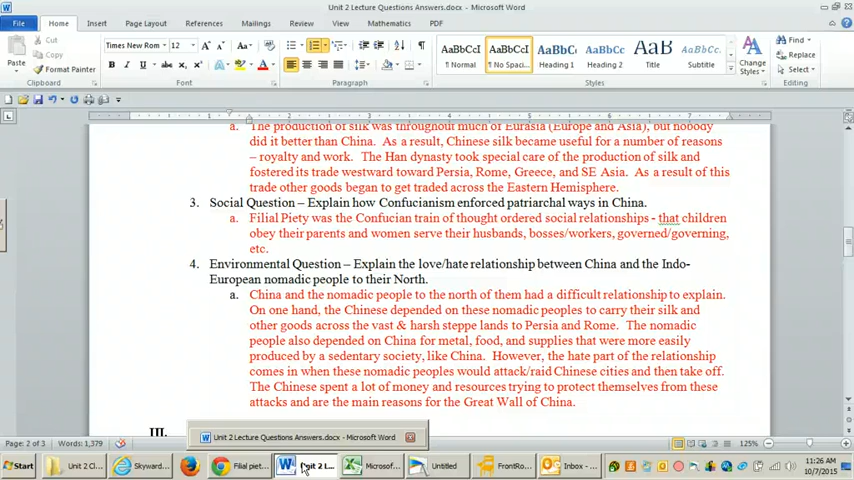 Unit 2 Lecture Questions Answers.docx - Microsoft Word
File Home Insert Page Layout References Mailings Review View Mathematics PDF
Cut
Copy
Paste Format Painter
Times New Rom 12
AaBbCcI AaBbCcI AaBbCc AaBbCc AaB AaBbCcl
¶ Normal ¶ No Spaci... Heading 1 Heading 2 Title Subtitle
Change Styles
Find
Replace
Select
Clipboard Font Paragraph Styles Editing
a. The production of silk was throughout much of Eurasia (Europe and Asia), but nobody
did it better than China. As a result, Chinese silk became useful for a number of reasons
– royalty and work. The Han dynasty took special care of the production of silk and
fostered its trade westward toward Persia, Rome, Greece, and SE Asia. As a result of this
trade other goods began to get traded across the Eastern Hemisphere.
3. Social Question – Explain how Confucianism enforced patriarchal ways in China.
a. Filial Piety was the Confucian train of thought ordered social relationships - that children
obey their parents and women serve their husbands, bosses/workers, governed/governing,
etc.
4. Environmental Question – Explain the love/hate relationship between China and the Indo-
European nomadic people to their North.
a. China and the nomadic people to the north of them had a difficult relationship to explain.
On one hand, the Chinese depended on these nomadic peoples to carry their silk and
other goods across the vast & harsh steppe lands to Persia and Rome. The nomadic
people also depended on China for metal, food, and supplies that were more easily
produced by a sedentary society, like China. However, the hate part of the relationship
comes in when these nomadic peoples would attack/raid Chinese cities and then take off.
The Chinese spent a lot of money and resources trying to protect themselves from these
attacks and are the main reasons for the Great Wall of China.
III.
Unit 2 Lecture Questions Answers.docx - Microsoft Word
Page: 2 of 3 Words: 1,379 125%
Start Unit 2 Cl... Skyward... Filial piet... Unit 2 l... Microsof... Untitled FrontRo... Inbox - ... 11:26 AM
10/7/2015